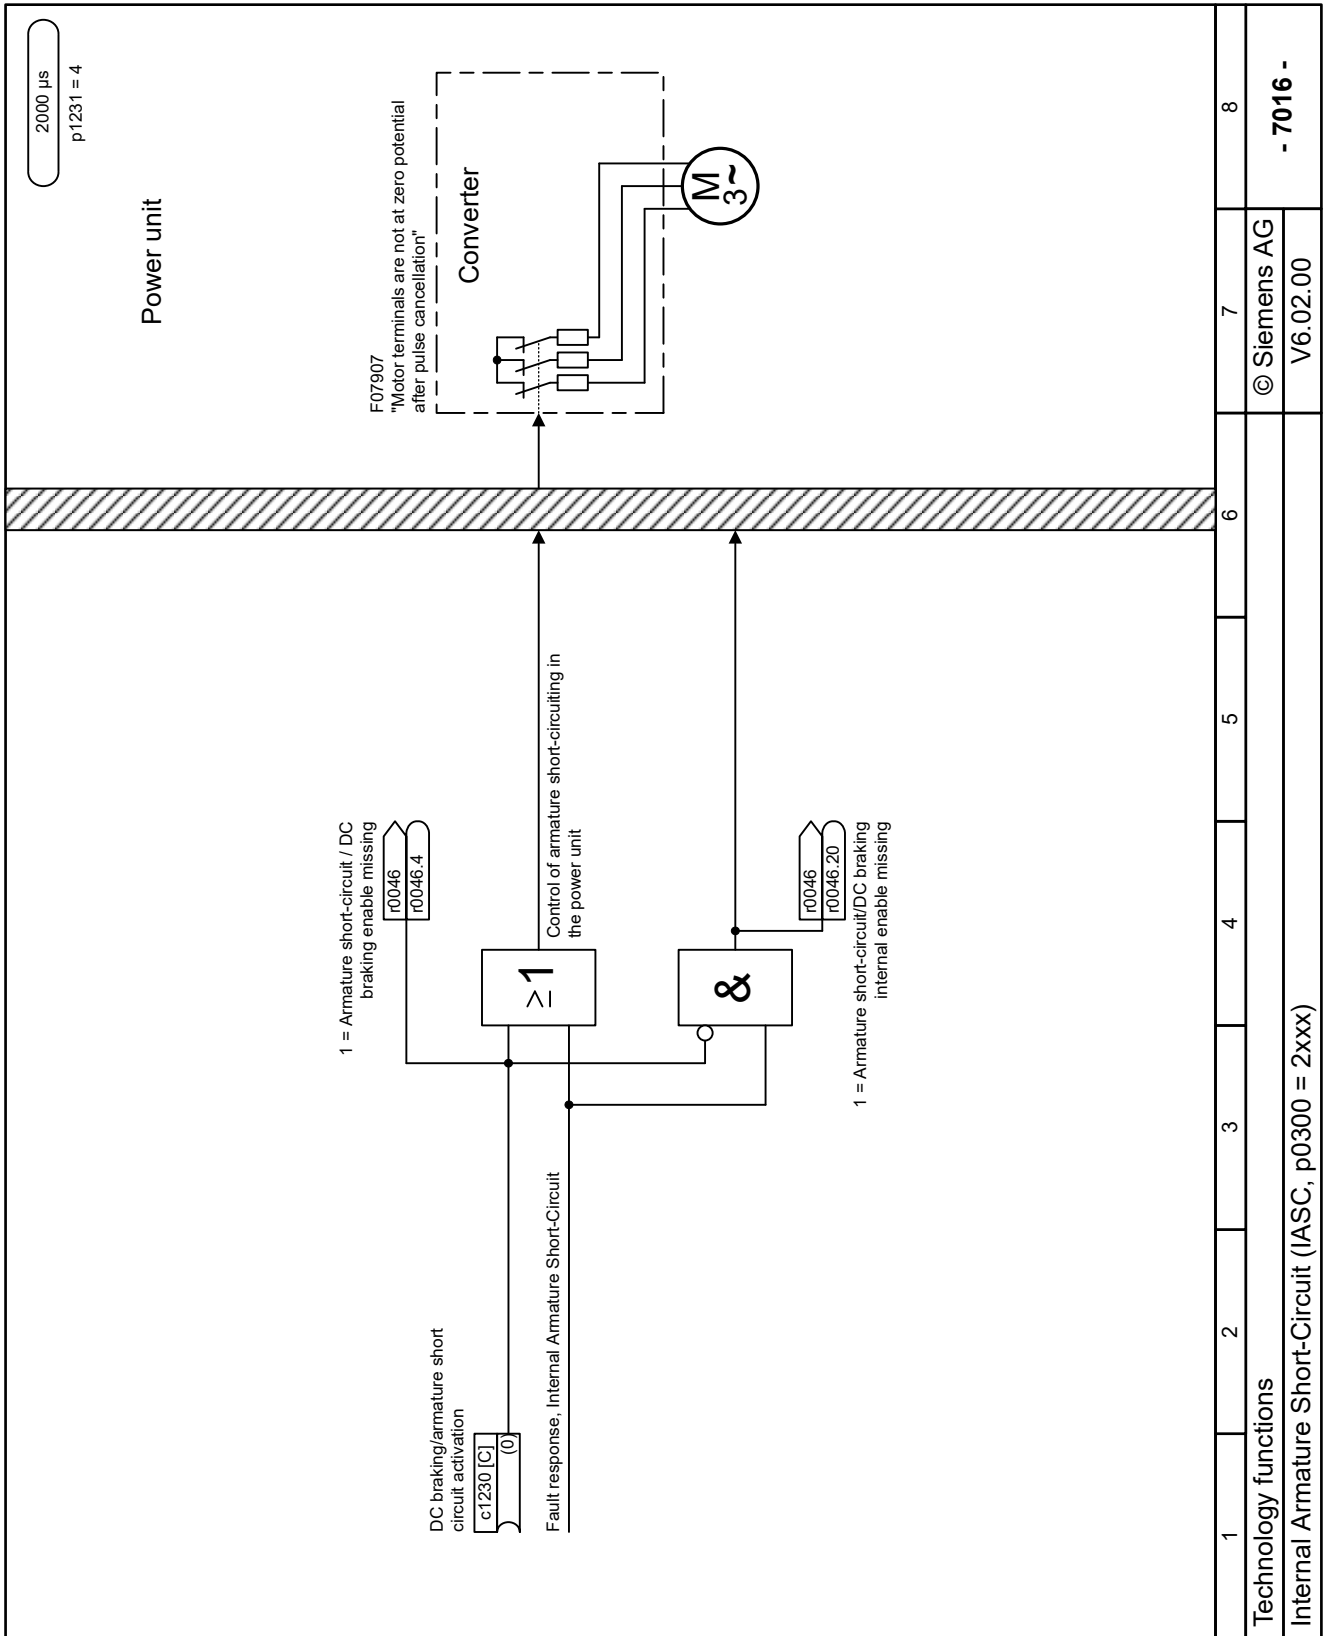 2000 µs
p1231 = 4
Power unit
F07907
"Motor terminals are not at zero potential
after pulse cancellation"
Converter
M
3~
1 = Armature short-circuit / DC
braking enable missing
r0046
r0046.4
DC braking/armature short
circuit activation
c1230 [C]
(0)
Fault response, Internal Armature Short-Circuit
≥1
Control of armature short-circuiting in
the power unit
&
r0046
r0046.20
1 = Armature short-circuit/DC braking
internal enable missing
1 2 3 4 5 6 7 8
Technology functions
© Siemens AG
- 7016 -
Internal Armature Short-Circuit (IASC, p0300 = 2xxx)
V6.02.00